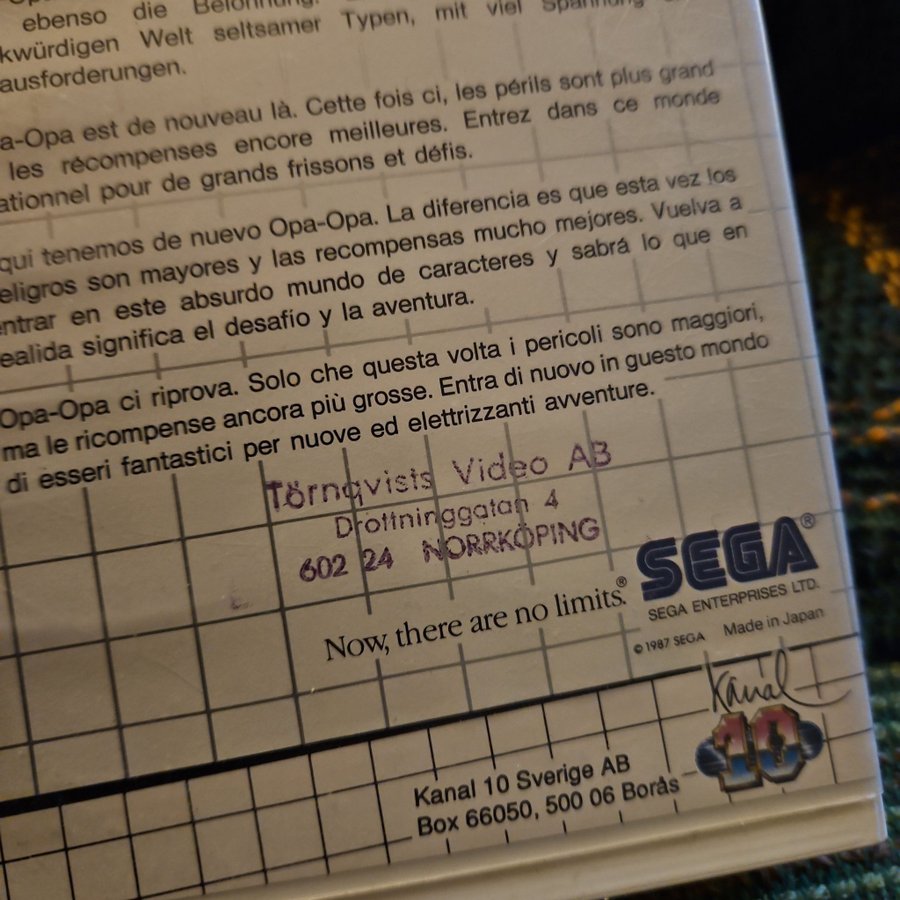 ebenso die Belohnung.
kwürdigen Welt seltsamer Typen, mit viel Spannung
ausforderungen.
a-Opa est de nouveau là. Cette fois ci, les périls sont plus grand
les récompenses encore meilleures. Entrez dans ce monde
ationnel pour de grands frissons et défis.
qui tenemos de nuevo Opa-Opa. La diferencia es que esta vez los
eligros son mayores y las recompensas mucho mejores. Vuelva a
entrar en este absurdo mundo de caracteres y sabrá lo que en
ealida significa el desafio y la aventura.
Opa-Opa ci riprova. Solo che questa volta i pericoli sono maggiori,
ma le ricompense ancora più grosse. Entra di nuovo in questo mondo
di esseri fantastici per nuove ed elettrizzanti avventure.
Törnqvists Video AB
Drottninggatan 4
602 24 NORRKÖPING
SEGA®
SEGA ENTERPRISES LTD.
Now, there are no limits.®
© 1987 SEGA Made in Japan
Kanal
10
Kanal 10 Sverige AB
Box 66050, 500 06 Borås